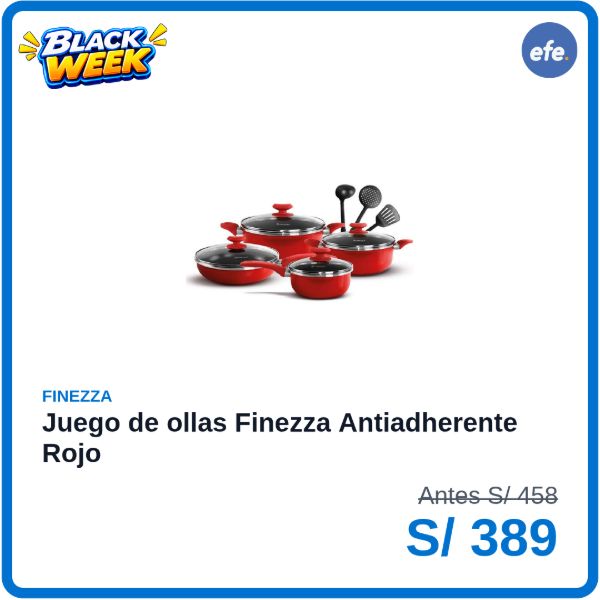 BLACK
WEEK
efe.
FINEZZA
Juego de ollas Finezza Antiadherente
Rojo
Antes S/ 458
S/ 389